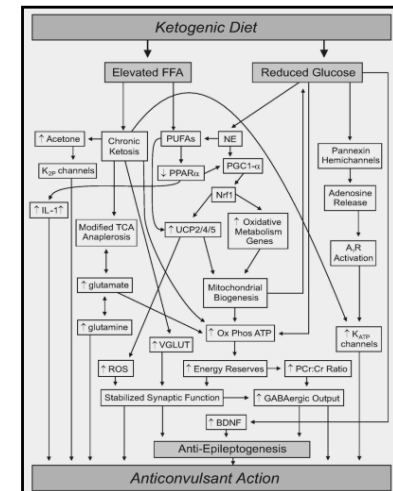 Ketogenic Diet
Elevated FFA
Reduced Glucose
↑ Acetone
Chronic
Ketosis
PUFAs
NE
Pannexin
Hemichannels
K2P channels
↓ PPARα
PGC1-α
Adenosine
Release
↑ IL-1↑
Nrf1
Modified TCA
Anaplerosis
↑ UCP2/4/5
↑ Oxidative
Metabolism
Genes
A1R
Activation
↑ glutamate
Mitochondrial
Biogenesis
↑ glutamine
↑ VGLUT
↑ Ox Phos ATP
↑ KATP
channels
↑ ROS
↑ Energy Reserves
↑ PCr:Cr Ratio
Stabilized Synaptic Function
↑ GABAergic Output
↑ BDNF
Anti-Epileptogenesis
Anticonvulsant Action